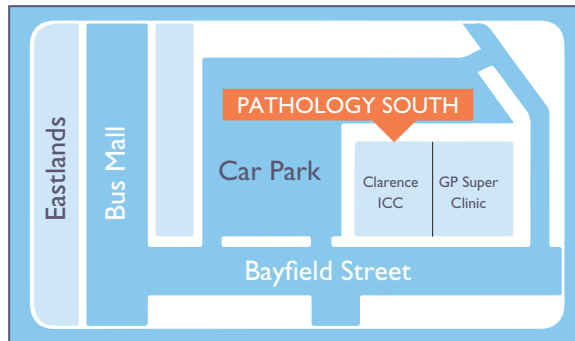 Eastlands
Bus Mall
PATHOLOGY SOUTH
Car Park
Clarence
ICC
GP Super
Clinic
Bayfield Street